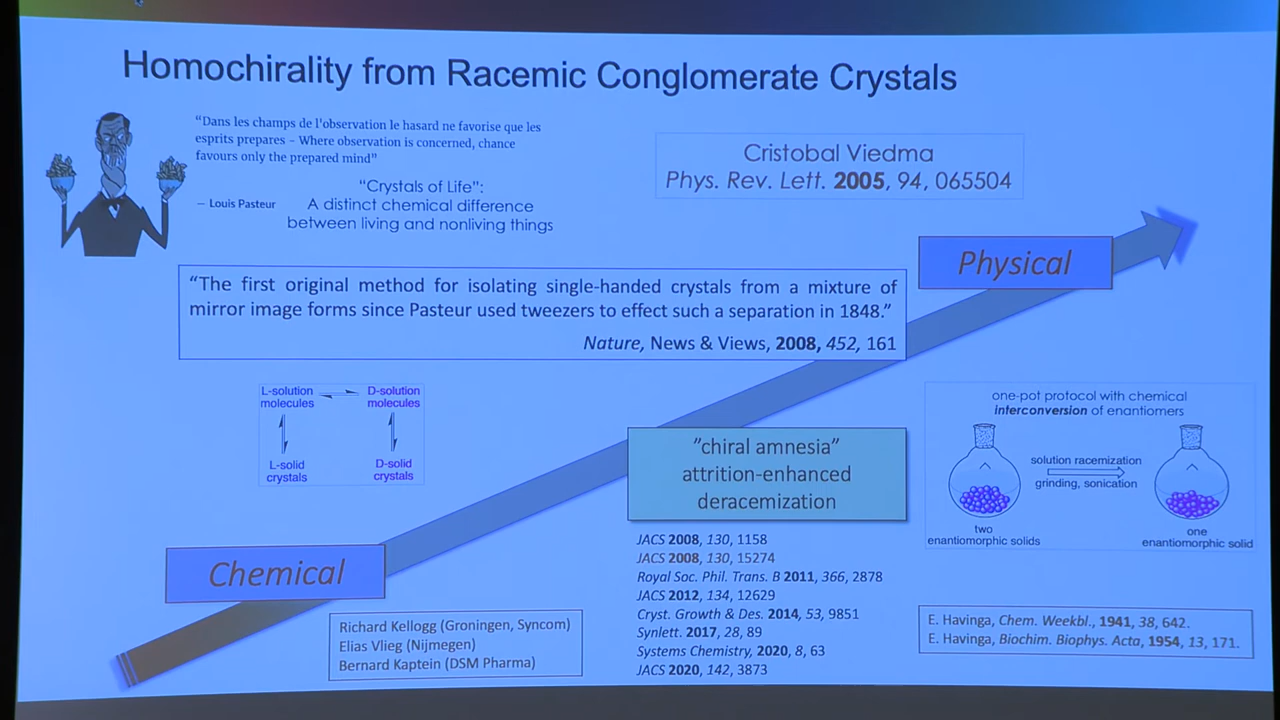 Homochirality from Racemic Conglomerate Crystals
"Dans les champs de l'observation le hasard ne favorise que les
esprits prepares – Where observation is concerned, chance
favours only the prepared mind"
– Louis Pasteur
"Crystals of Life":
A distinct chemical difference
between living and nonliving things
Cristobal Viedma
Phys. Rev. Lett. 2005, 94, 065504
Physical
"The first original method for isolating single-handed crystals from a mixture of
mirror image forms since Pasteur used tweezers to effect such a separation in 1848."
Nature, News & Views, 2008, 452, 161
L-solution
molecules
D-solution
molecules
L-solid
crystals
D-solid
crystals
"chiral amnesia"
attrition-enhanced
deracemization
one-pot protocol with chemical
interconversion of enantiomers
solution racemization
grinding, sonication
two
enantiomorphic solids
one
enantiomorphic solid
Chemical
Richard Kellogg (Groningen, Syncom)
Elias Vlieg (Nijmegen)
Bernard Kaptein (DSM Pharma)
JACS 2008, 130, 1158
JACS 2008, 130, 15274
Royal Soc. Phil. Trans. B 2011, 366, 2878
JACS 2012, 134, 12629
Cryst. Growth & Des. 2014, 53, 9851
Synlett. 2017, 28, 89
Systems Chemistry, 2020, 8, 63
JACS 2020, 142, 3873
E. Havinga, Chem. Weekbl., 1941, 38, 642.
E. Havinga, Biochim. Biophys. Acta, 1954, 13, 171.